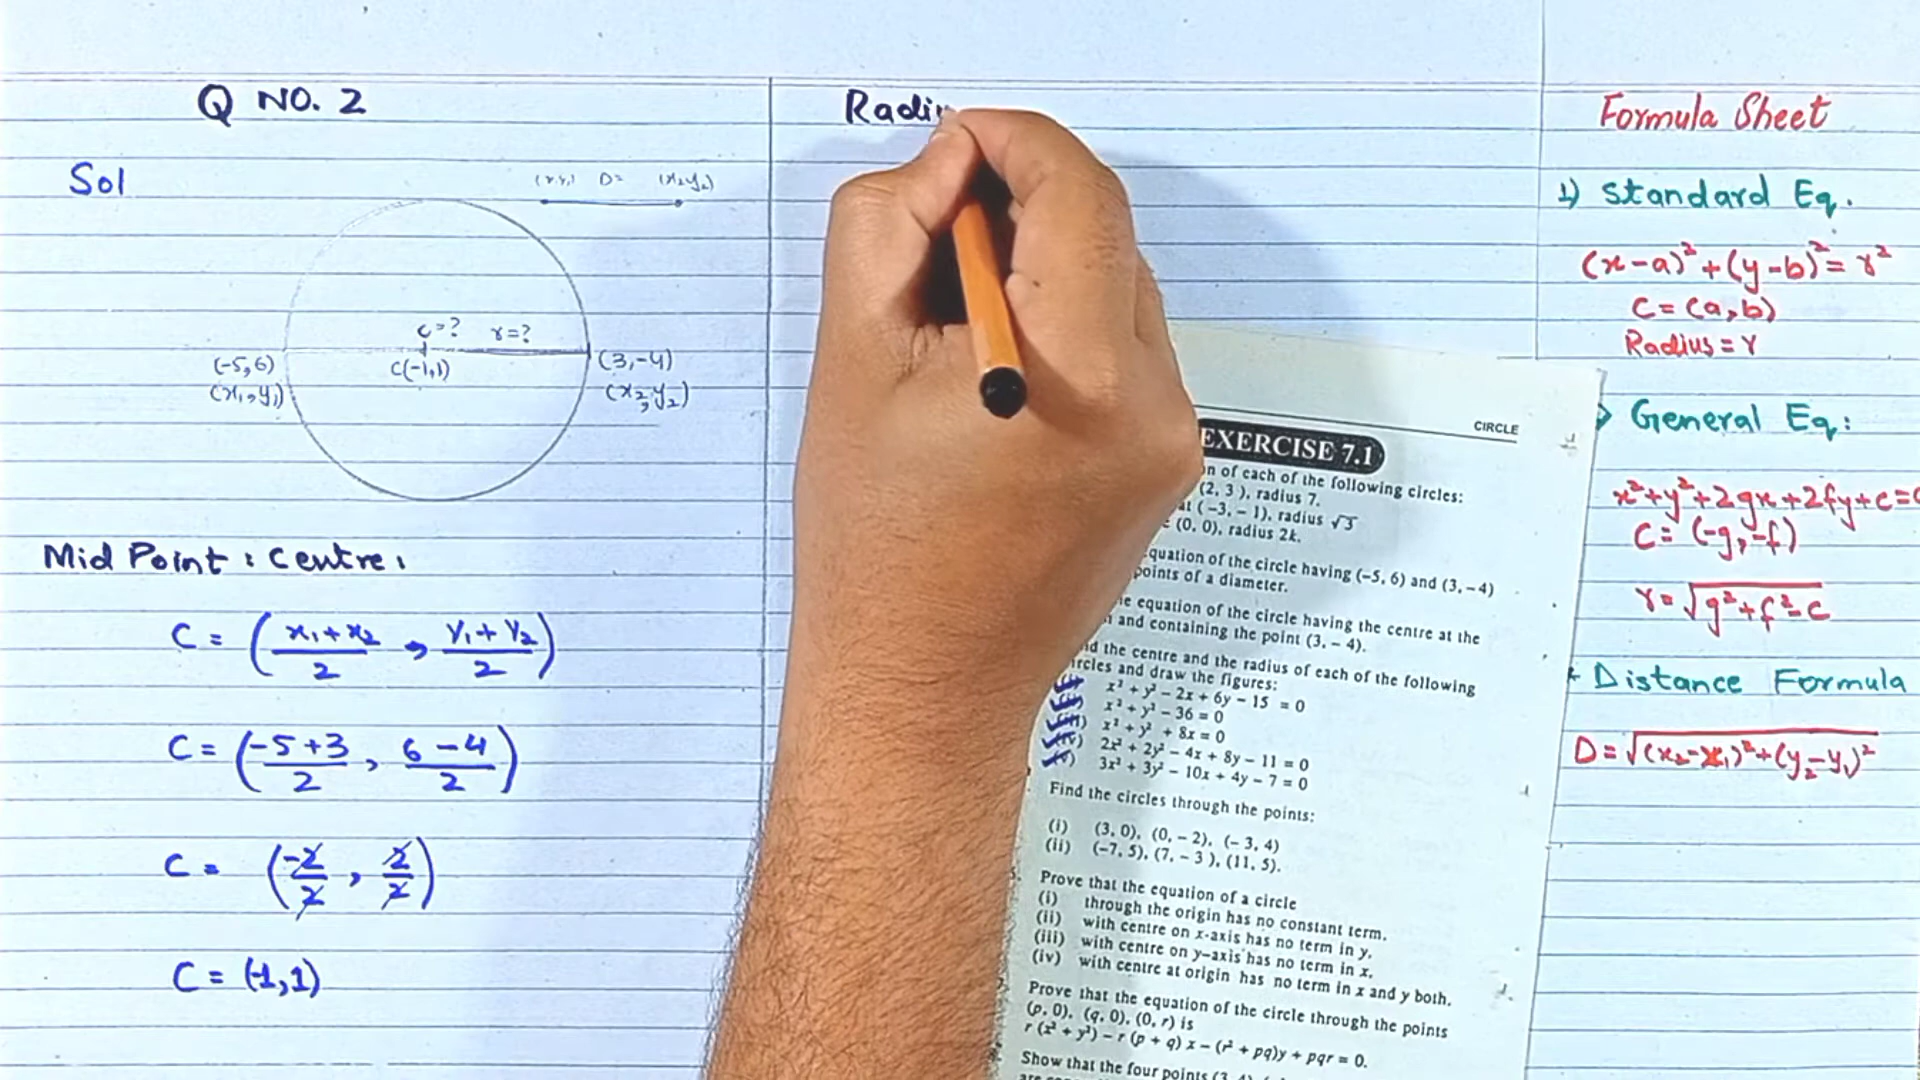 Q NO. 2
Sol
D= (x₂y₂)
c=? r=?
(-5,6) C(-1,1) (3,-4)
(x₁,y₁) (x₂,y₂)
Mid Point : Centre :
C = (x₁+x₂/2 , y₁+y₂/2)
C = (-5+3/2 , 6-4/2)
C = (-2/2 , 2/2)
C = (-1,1)
Radi
CIRCLE
EXERCISE 7.1
of each of the following circles:
(2, 3 ), radius 7.
(-3, - 1), radius √3
(0, 0), radius 2k.
quation of the circle having (-5, 6) and (3, - 4)
points of a diameter.
equation of the circle having the centre at the
and containing the point (3, - 4).
the centre and the radius of each of the following
rcles and draw the figures:
x² + y² - 2x + 6y - 15 = 0
x² + y² - 36 = 0
x² + y² + 8x = 0
2x² + 2y² - 4x + 8y - 11 = 0
3x² + 3y² - 10x + 4y - 7 = 0
Find the circles through the points:
(i) (3, 0), (0, - 2), (- 3, 4)
(ii) (-7, 5), (7, - 3 ), (11, 5).
Prove that the equation of a circle
(i) through the origin has no constant term.
(ii) with centre on x-axis has no term in y.
(iii) with centre on y-axis has no term in x.
(iv) with centre at origin has no term in x and y both.
Prove that the equation of the circle through the points
(p, 0), (q, 0), (0, r) is
r (x² + y²) - r (p + q) x - (r² + pq)y + pqr = 0.
Show that the four points (3, 4)
Formula Sheet
1) Standard Eq.
(x-a)²+(y-b)²= r²
C= (a,b)
Radius = r
General Eq :
x²+y²+2gx+2fy+c=0
C= (-g,-f)
r= √g²+f²-c
Distance Formula
D= √(x₂-x₁)²+(y₂-y₁)²